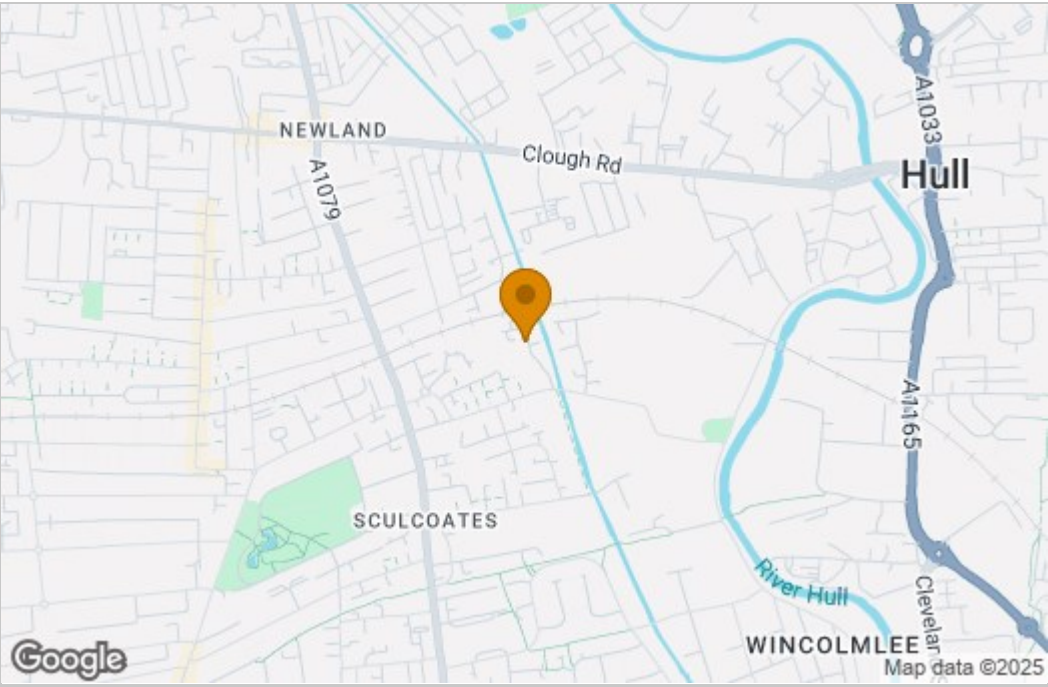 NEWLAND
Clough Rd
A1033
Hull
A1079
A1165
SCULCOATES
River Hull
Clevelan
WINCOLMLEE
Google
Map data ©2025